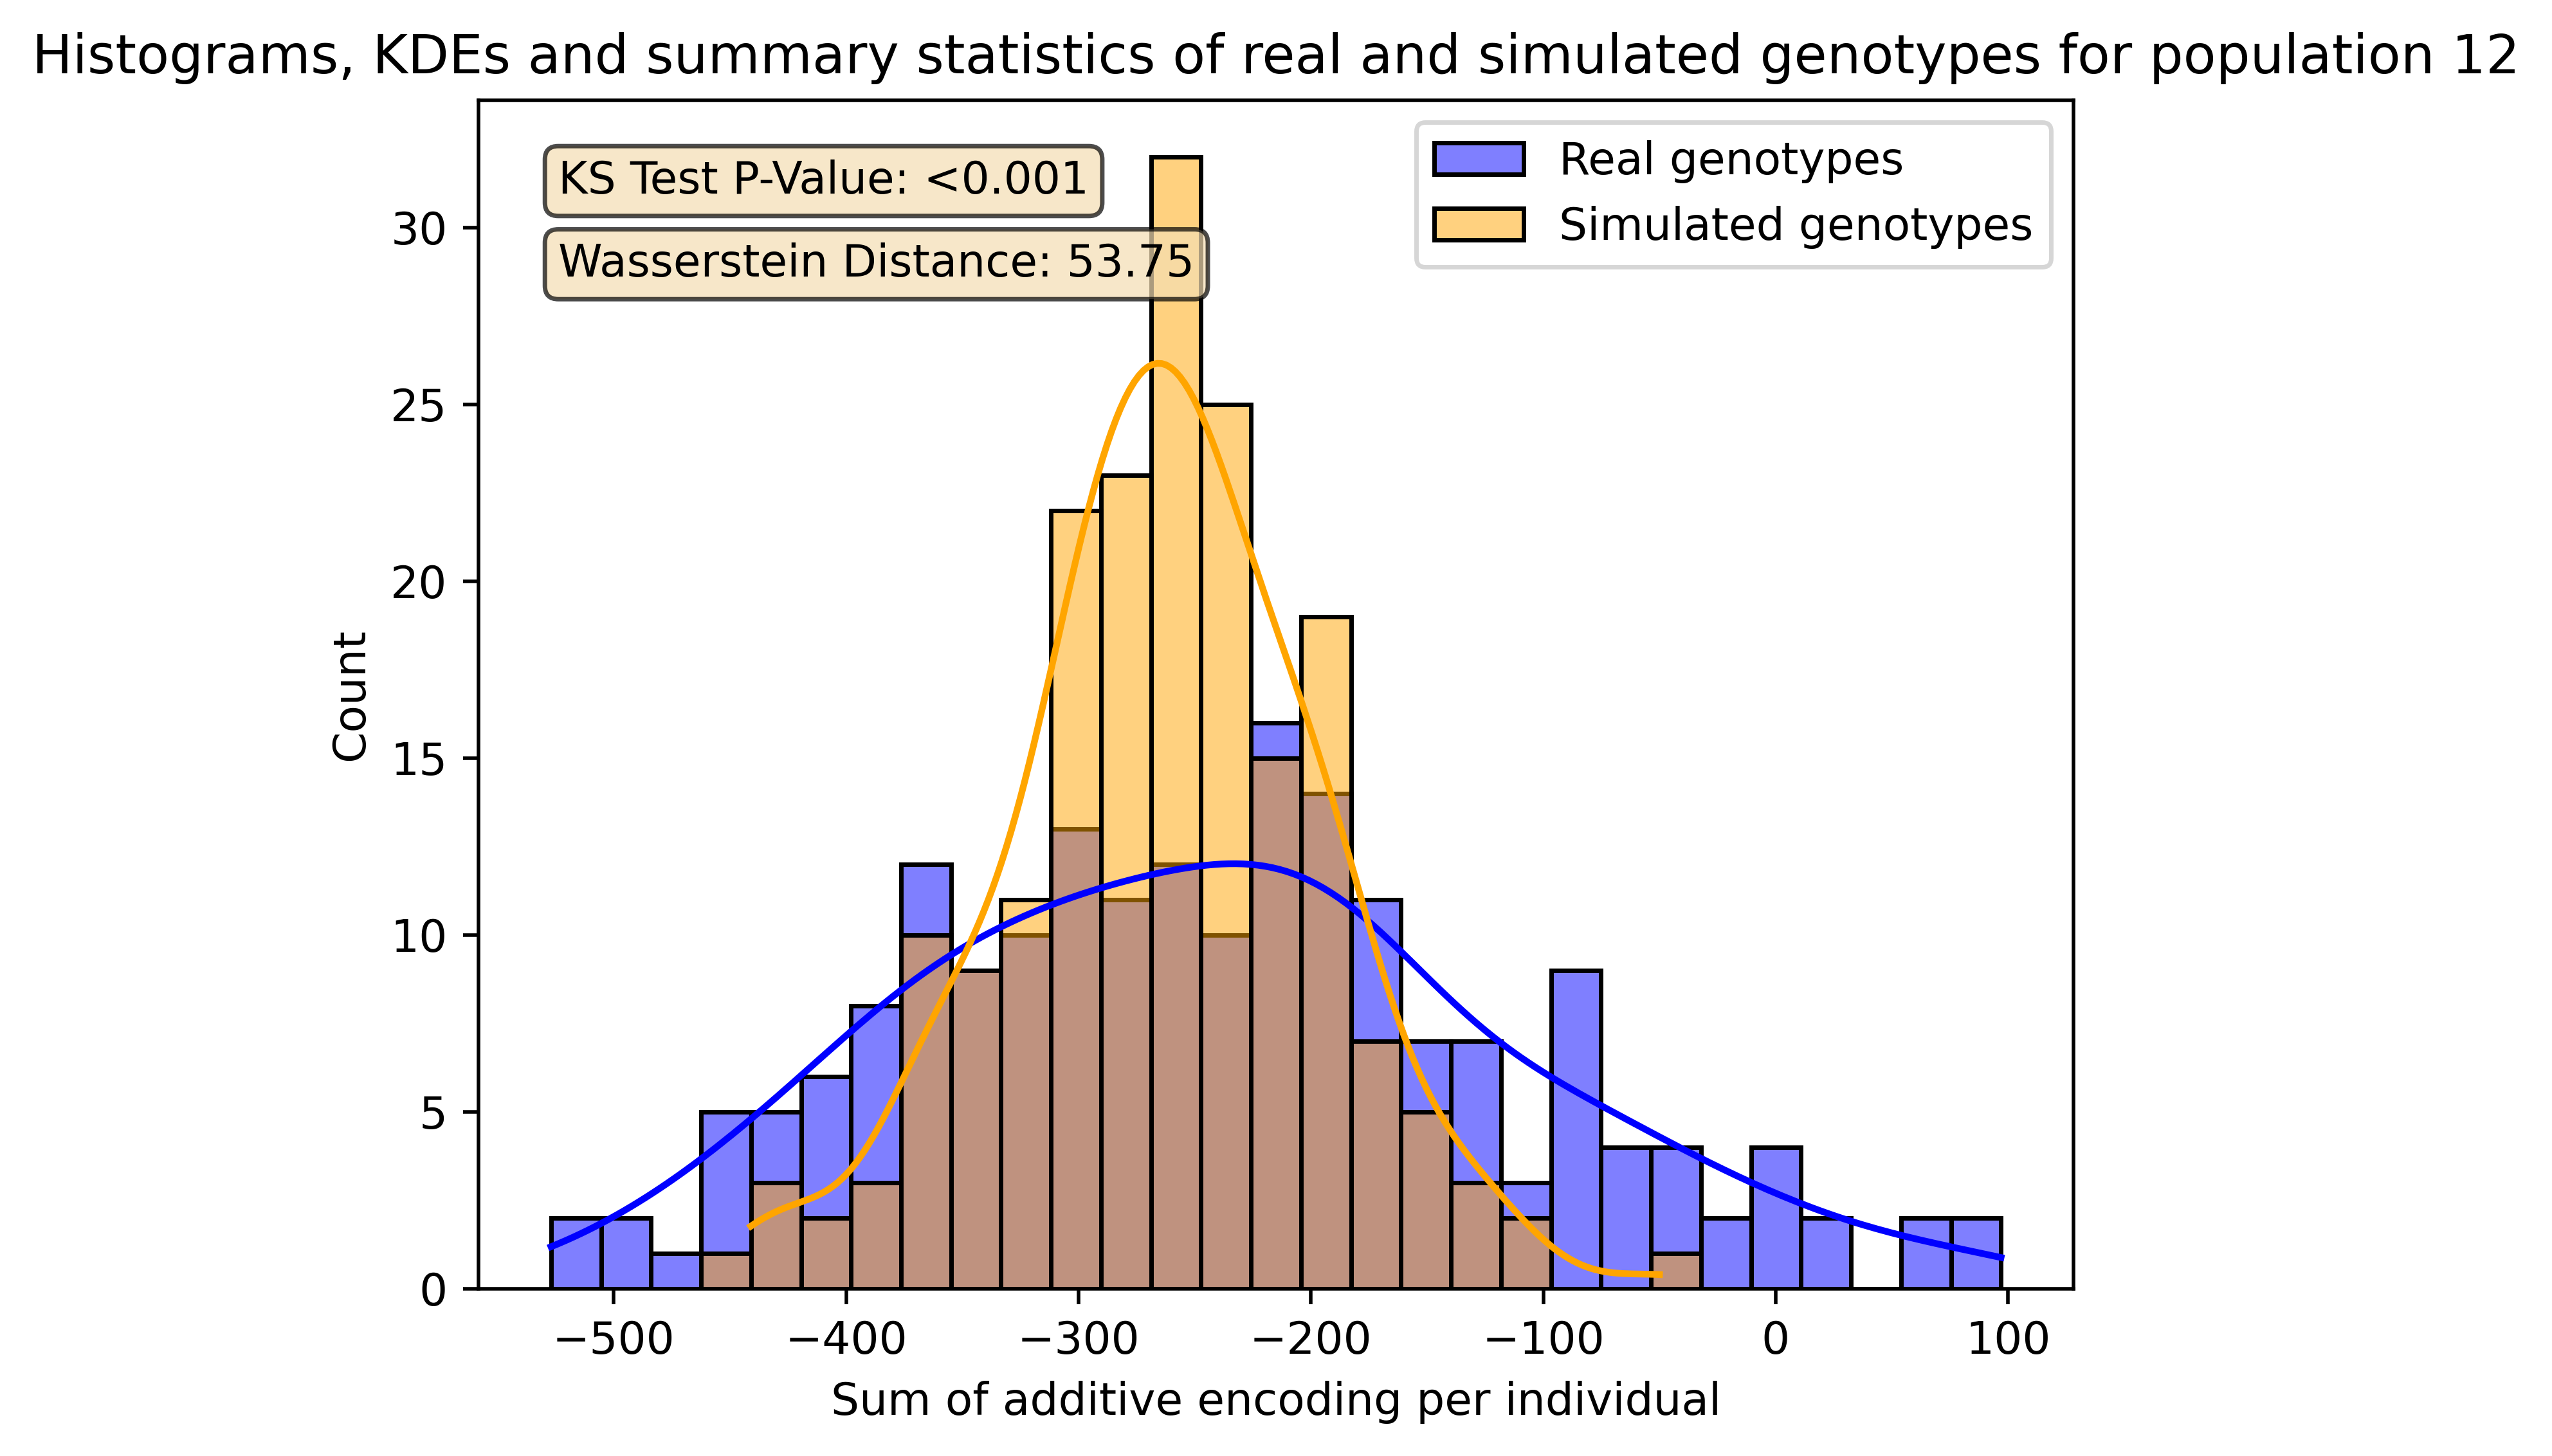 Histograms, KDEs and summary statistics of real and simulated genotypes for population 12
KS Test P-Value: <0.001
Wasserstein Distance: 53.75
Real genotypes
Simulated genotypes
Count
30
25
20
15
10
5
0
−500 −400 −300 −200 −100 0 100
Sum of additive encoding per individual